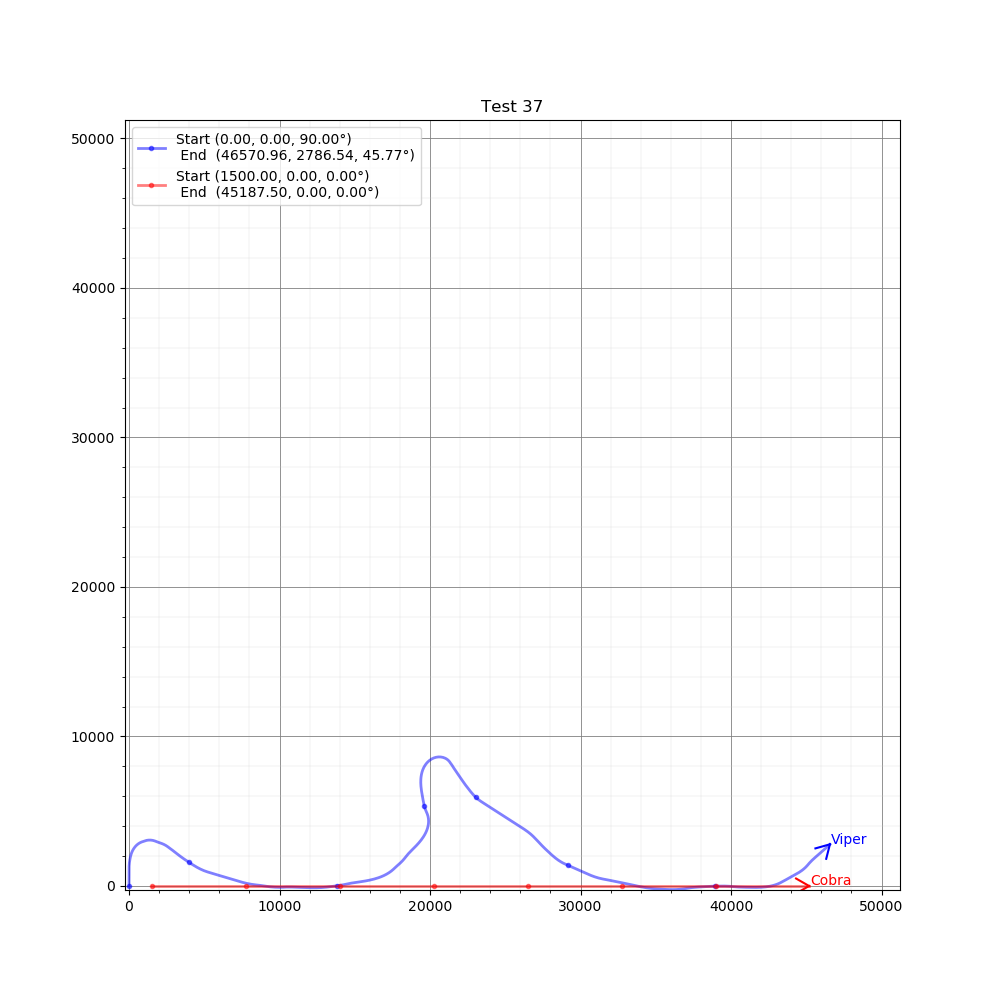 Test 37
Start (0.00, 0.00, 90.00°)
End (46570.96, 2786.54, 45.77°)
Start (1500.00, 0.00, 0.00°)
End (45187.50, 0.00, 0.00°)
50000
40000
30000
20000
10000
0
Viper
Cobra
0 10000 20000 30000 40000 50000